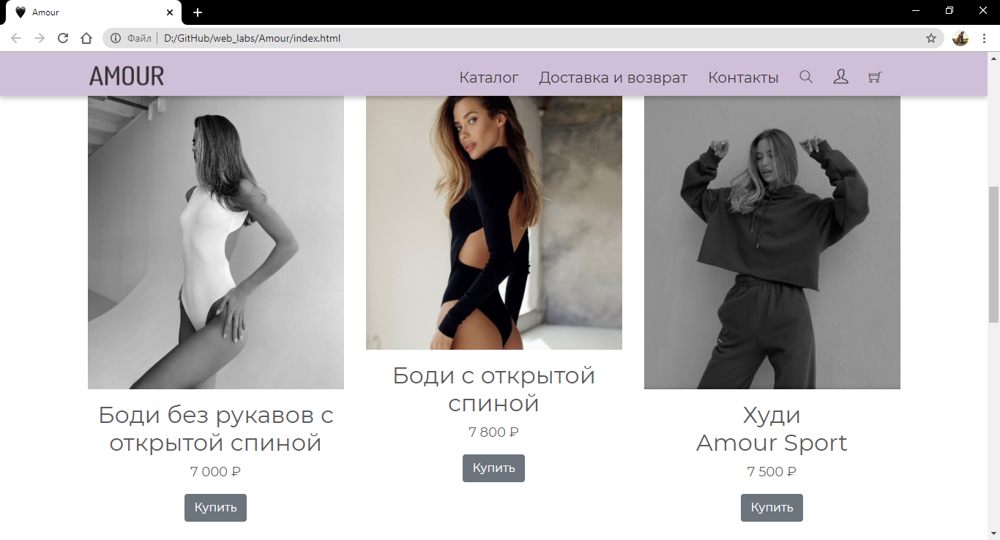 Amour
Файл D:/GitHub/web_labs/Amour/index.html
AMOUR
Каталог Доставка и возврат Контакты
Боди без рукавов с
открытой спиной
7 000 ₽
Купить
Боди с открытой
спиной
7 800 ₽
Купить
Худи
Amour Sport
7 500 ₽
Купить